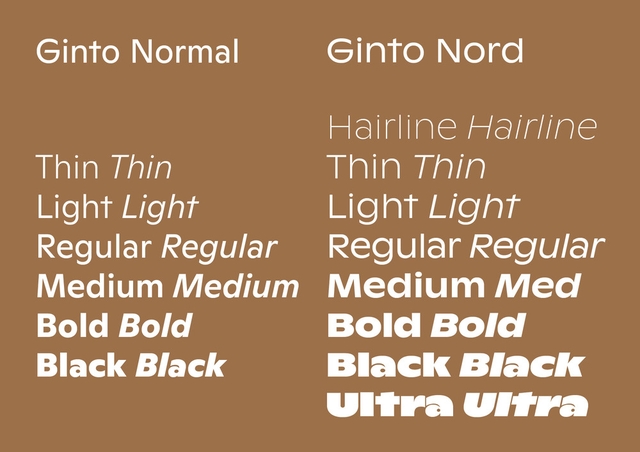 Ginto Normal
Thin Thin
Light Light
Regular Regular
Medium Medium
Bold Bold
Black Black
Ginto Nord
Hairline Hairline
Thin Thin
Light Light
Regular Regular
Medium Med
Bold Bold
Black Black
Ultra Ultra